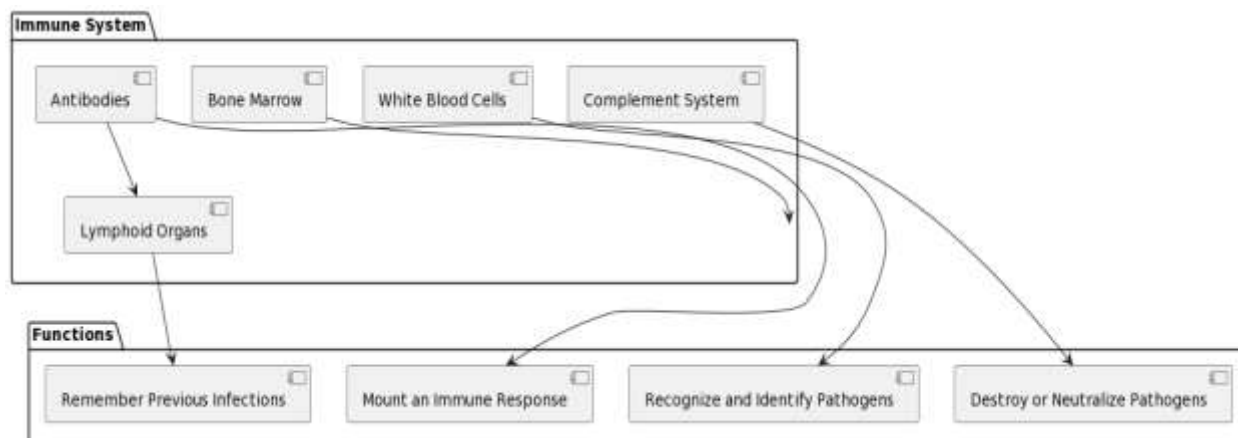 Immune System
Antibodies
Bone Marrow
White Blood Cells
Complement System
Lymphoid Organs
Functions
Remember Previous Infections
Mount an Immune Response
Recognize and Identify Pathogens
Destroy or Neutralize Pathogens